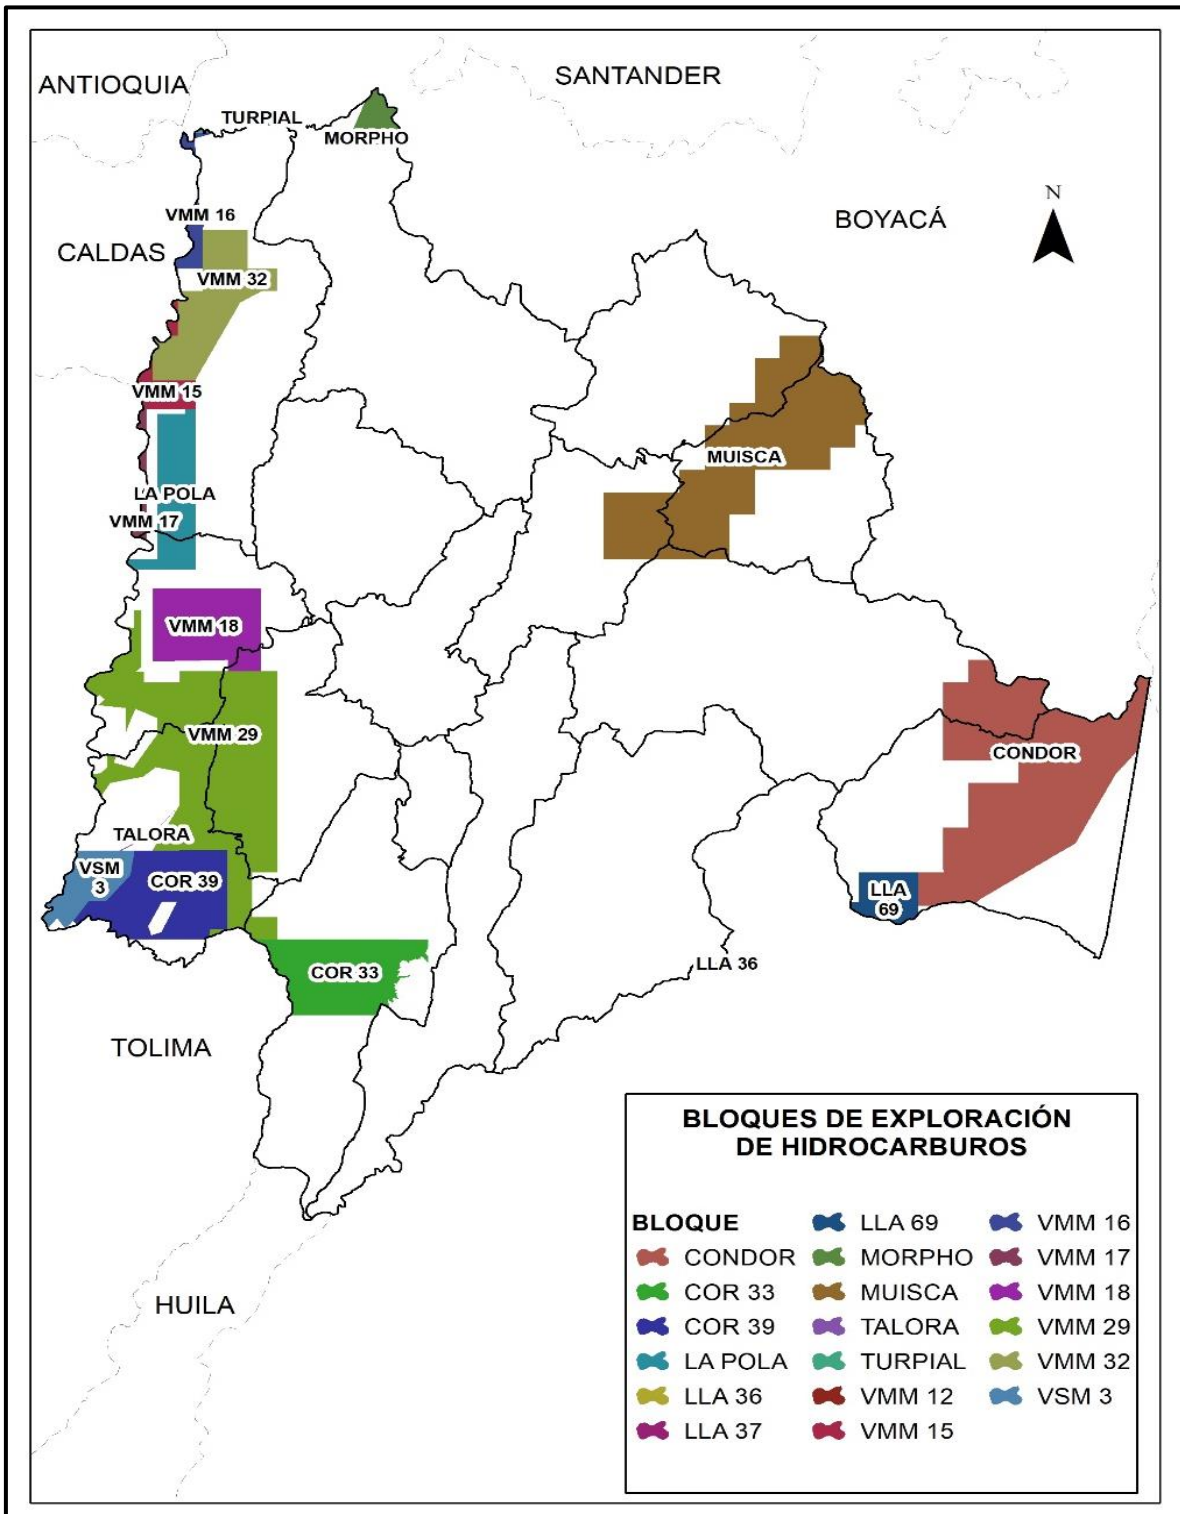 ANTIOQUIA
SANTANDER
TURPIAL
MORPHO
N
VMM 16
BOYACÁ
CALDAS
VMM 32
VMM 15
MUISCA
LA POLA
VMM 17
VMM 18
VMM 29
CONDOR
TALORA
VSM
3
COR 39
LLA
69
LLA 36
COR 33
TOLIMA
HUILA
BLOQUES DE EXPLORACIÓN
DE HIDROCARBUROS
BLOQUE
CONDOR
COR 33
COR 39
LA POLA
LLA 36
LLA 37
LLA 69
MORPHO
MUISCA
TALORA
TURPIAL
VMM 12
VMM 15
VMM 16
VMM 17
VMM 18
VMM 29
VMM 32
VSM 3